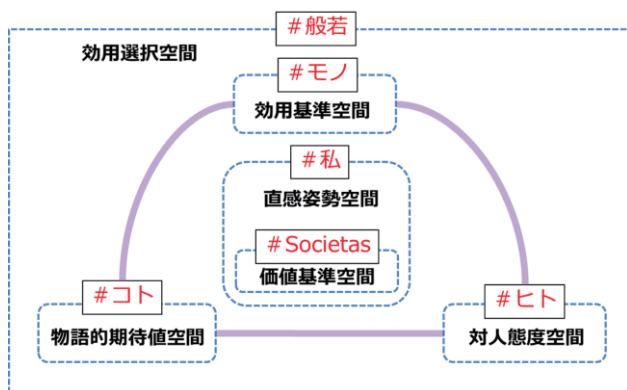 #般若
効用選択空間
#モノ
効用基準空間
#私
直感姿勢空間
#Societas
価値基準空間
#コト
物語的期待値空間
#ヒト
対人態度空間